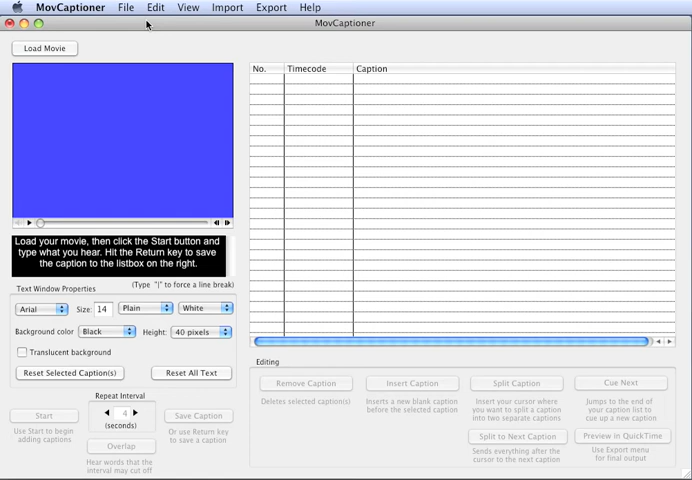 MovCaptioner File Edit View Import Export Help
MovCaptioner
Load Movie
No. Timecode Caption
Load your movie, then click the Start button and
type what you hear. Hit the Return key to save
the caption to the listbox on the right.
(Type "|" to force a line break)
Text Window Properties
Arial Size: 14 Plain White
Background color Black Height: 40 pixels
Translucent background
Reset Selected Caption(s) Reset All Text
Repeat Interval
Start 4 Save Caption
(seconds)
Use Start to begin
adding captions
Or use Return key
to save a caption
Overlap
Hear words that the
interval may cut off
Editing
Remove Caption Insert Caption Split Caption Cue Next
Deletes selected caption(s)
Inserts a new blank caption
before the selected caption
Insert your cursor where
you want to split a caption
into two separate captions
Jumps to the end of
your caption list to
cue up a new caption
Split to Next Caption Preview in QuickTime
Sends everything after the
cursor to the next caption
Use Export menu
for final output